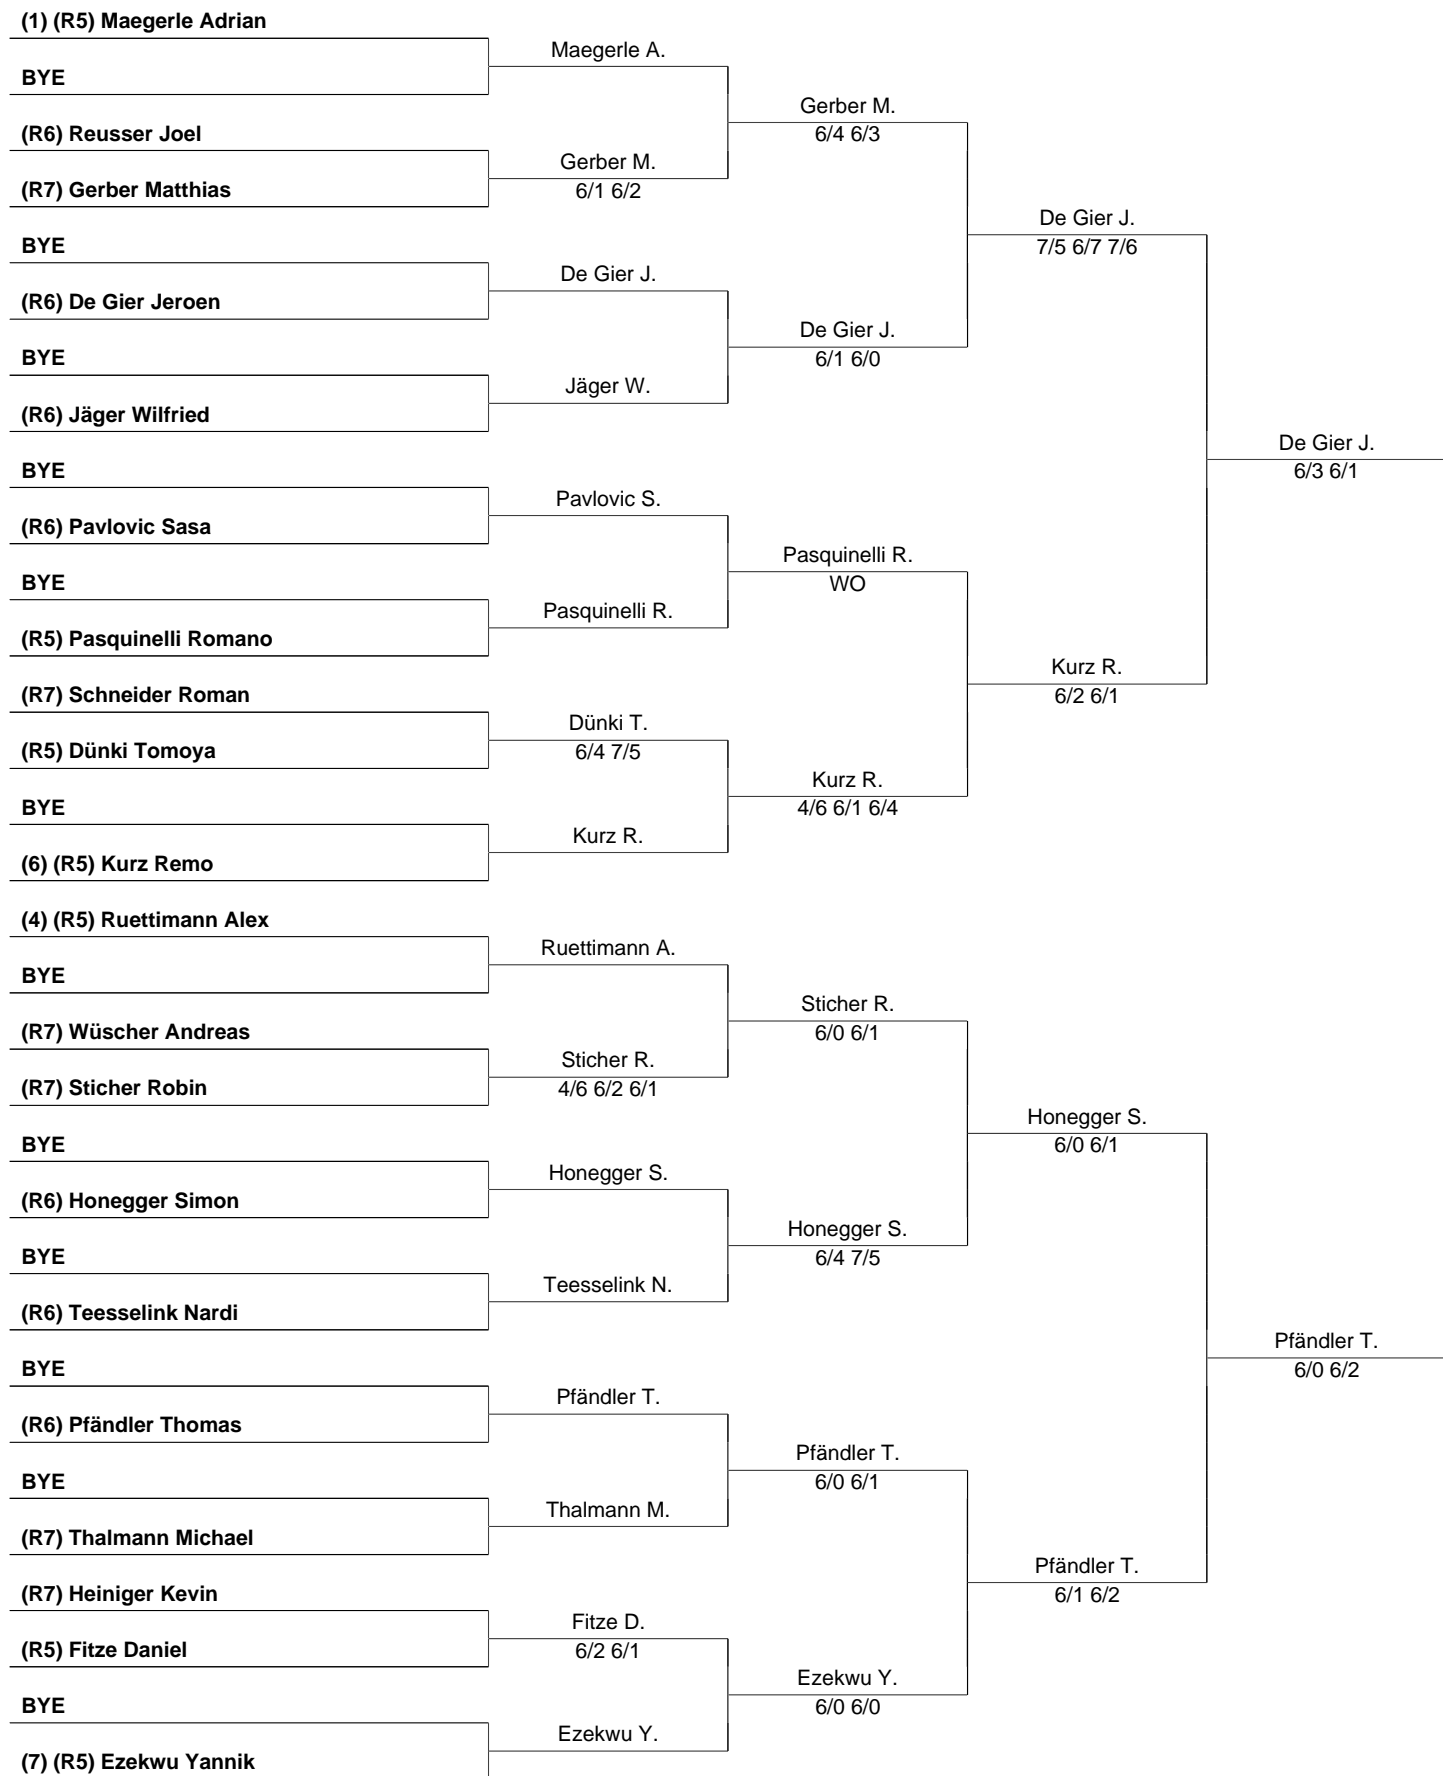 (1) (R5) Maegerle Adrian
BYE
(R6) Reusser Joel
(R7) Gerber Matthias
BYE
(R6) De Gier Jeroen
BYE
(R6) Jäger Wilfried
BYE
(R6) Pavlovic Sasa
BYE
(R5) Pasquinelli Romano
(R7) Schneider Roman
(R5) Dünki Tomoya
BYE
(6) (R5) Kurz Remo
(4) (R5) Ruettimann Alex
BYE
(R7) Wüscher Andreas
(R7) Sticher Robin
BYE
(R6) Honegger Simon
BYE
(R6) Teesselink Nardi
BYE
(R6) Pfändler Thomas
BYE
(R7) Thalmann Michael
(R7) Heiniger Kevin
(R5) Fitze Daniel
BYE
(7) (R5) Ezekwu Yannik
Maegerle A.
Gerber M.
6/1 6/2
De Gier J.
Jäger W.
Pavlovic S.
Pasquinelli R.
Dünki T.
6/4 7/5
Kurz R.
Ruettimann A.
Sticher R.
4/6 6/2 6/1
Honegger S.
Teesselink N.
Pfändler T.
Thalmann M.
Fitze D.
6/2 6/1
Ezekwu Y.
Gerber M.
6/4 6/3
De Gier J.
6/1 6/0
Pasquinelli R.
WO
Kurz R.
4/6 6/1 6/4
Sticher R.
6/0 6/1
Honegger S.
6/4 7/5
Pfändler T.
6/0 6/1
Ezekwu Y.
6/0 6/0
De Gier J.
7/5 6/7 7/6
Kurz R.
6/2 6/1
Honegger S.
6/0 6/1
Pfändler T.
6/1 6/2
De Gier J.
6/3 6/1
Pfändler T.
6/0 6/2